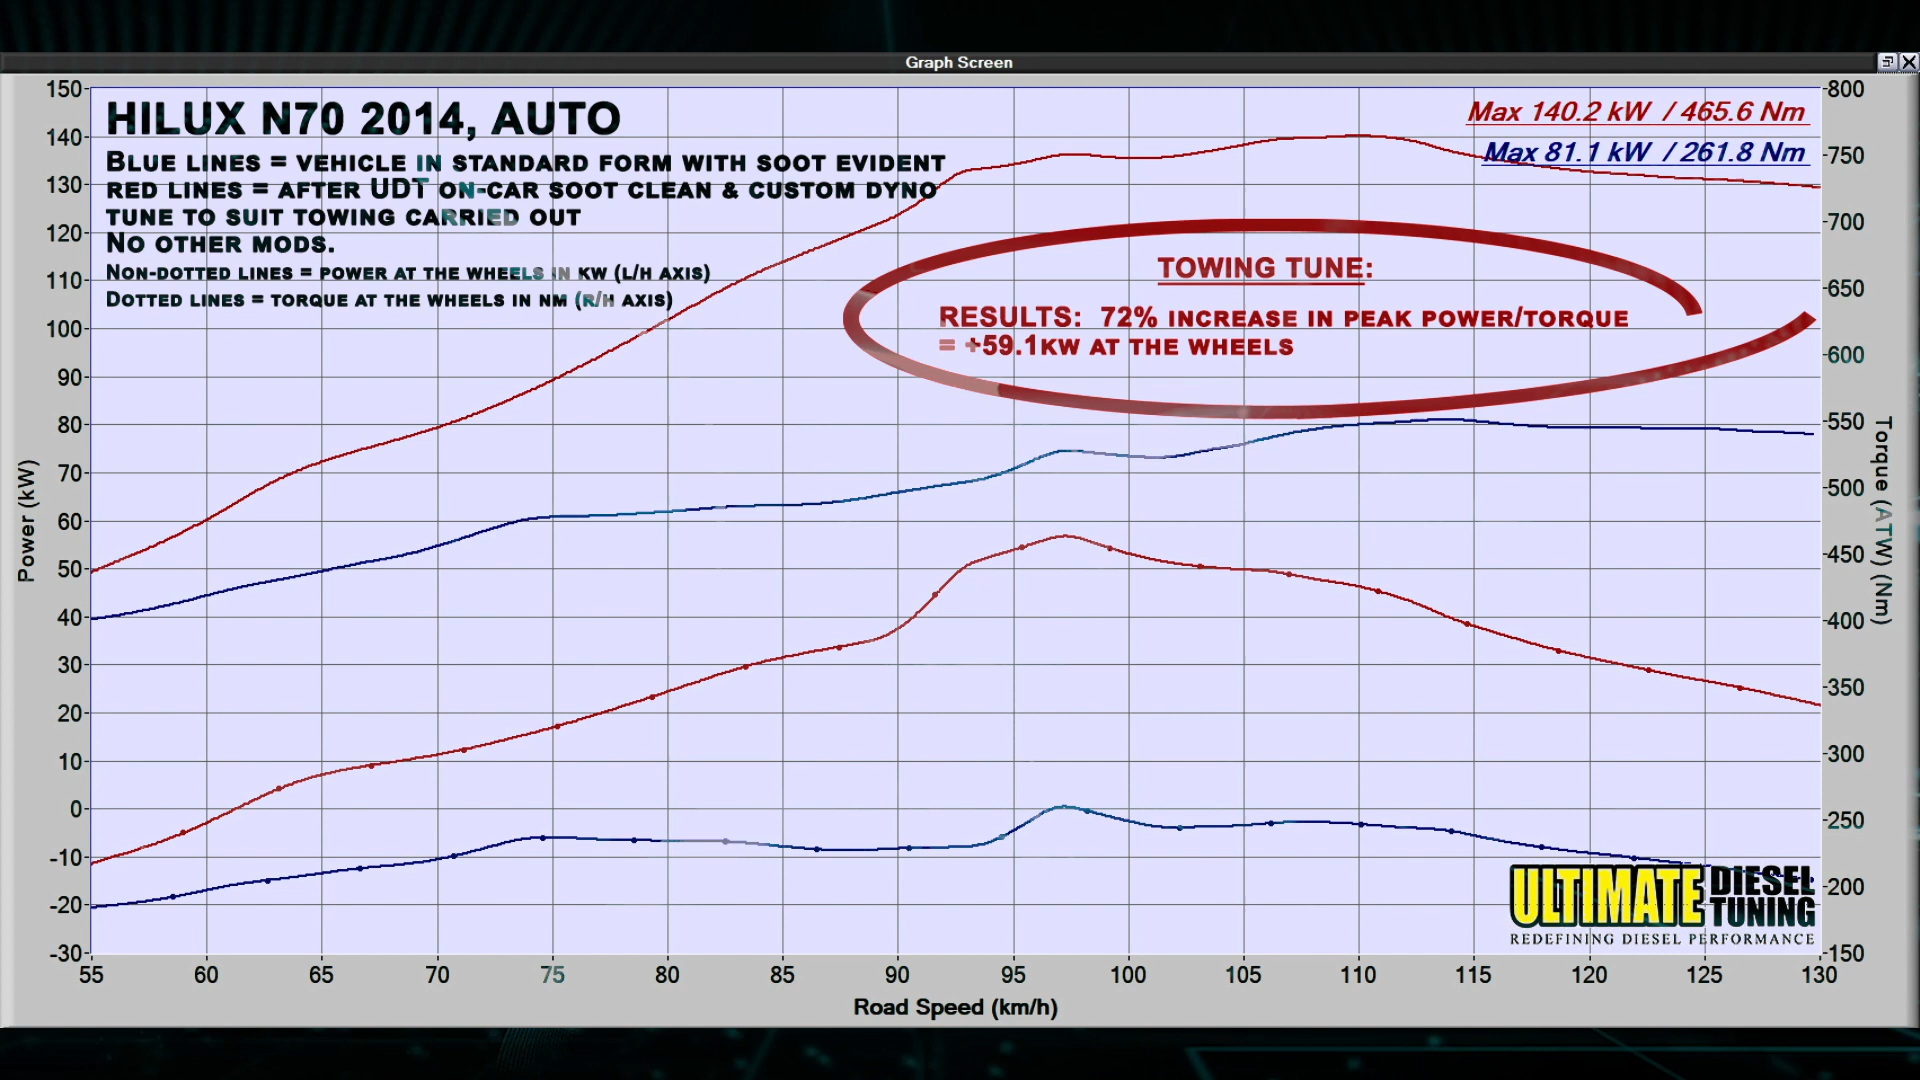 Graph Screen
HILUX N70 2014, AUTO
BLUE LINES = VEHICLE IN STANDARD FORM WITH SOOT EVIDENT
RED LINES = AFTER UDT ON-CAR SOOT CLEAN & CUSTOM DYNO
TUNE TO SUIT TOWING CARRIED OUT
NO OTHER MODS.
NON-DOTTED LINES = POWER AT THE WHEELS IN KW (L/H AXIS)
DOTTED LINES = TORQUE AT THE WHEELS IN NM (R/H AXIS)
Max 140.2 kW / 465.6 Nm
Max 81.1 kW / 261.8 Nm
TOWING TUNE:
RESULTS: 72% INCREASE IN PEAK POWER/TORQUE
= +59.1KW AT THE WHEELS
Power (kW)
150
140
130
120
110
100
90
80
70
60
50
40
30
20
10
0
-10
-20
-30
800
750
700
650
600
550
500
450
400
350
300
250
200
150
Torque (ATW) (Nm)
ULTIMATE DIESEL
TUNING
REDEFINING DIESEL PERFORMANCE
55 60 65 70 75 80 85 90 95 100 105 110 115 120 125 130
Road Speed (km/h)